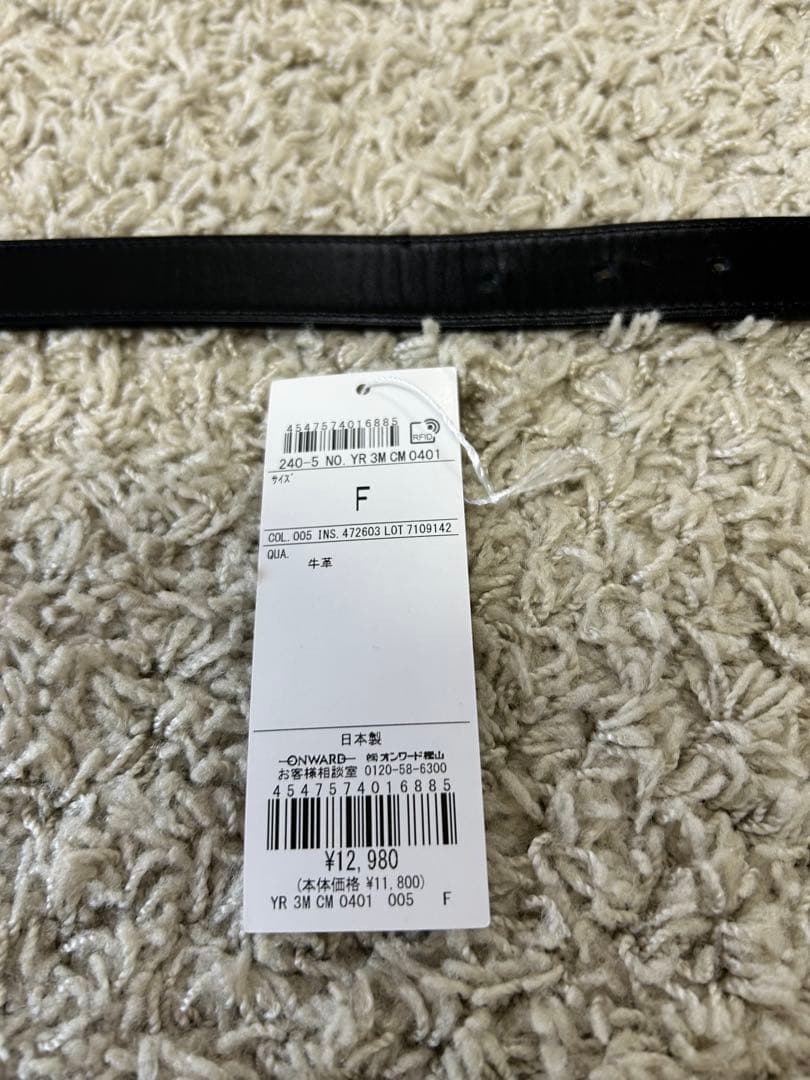 4547574016885
RFID
240-5 NO. YR 3M CM 0401
サイズ
F
COL. 005 INS. 472603 LOT 7109142
QUA.
牛革
日本製
ONWARD ㈱オンワード樫山
お客様相談室 0120-58-6300
4547574016885
¥12,980
(本体価格 ¥11,800)
YR 3M CM 0401 005 F